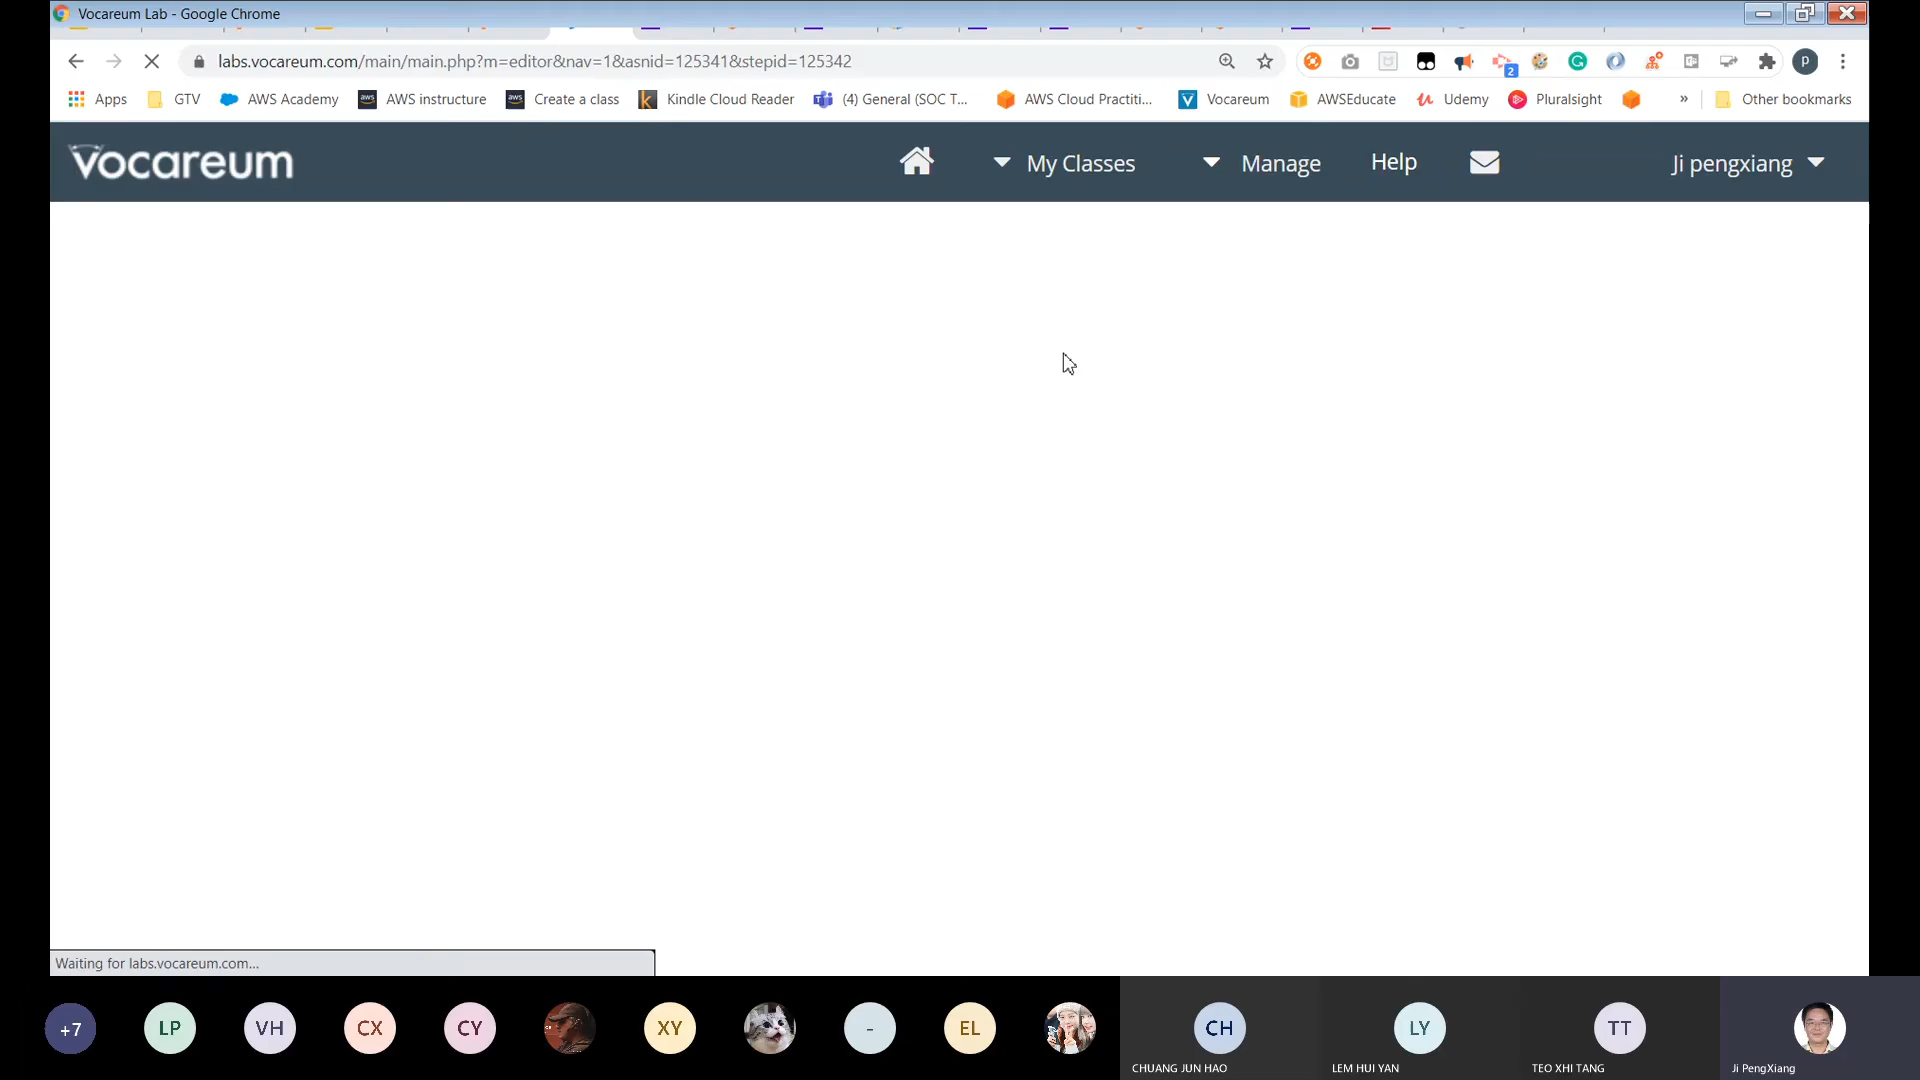 Vocareum Lab - Google Chrome
labs.vocareum.com/main/main.php?m=editor&nav=1&asnid=125341&stepid=125342
2
P
Apps
GTV
AWS Academy
aws
AWS instructure
aws
Create a class
Kindle Cloud Reader
(4) General (SOC T...
AWS Cloud Practiti...
V
Vocareum
AWSEducate
Udemy
Pluralsight
»
Other bookmarks
vocareum
My Classes
Manage
Help
Ji pengxiang
Waiting for labs.vocareum.com...
+7
LP
VH
CX
CY
XY
-
EL
CH
CHUANG JUN HAO
LY
LEM HUI YAN
TT
TEO XHI TANG
Ji PengXiang